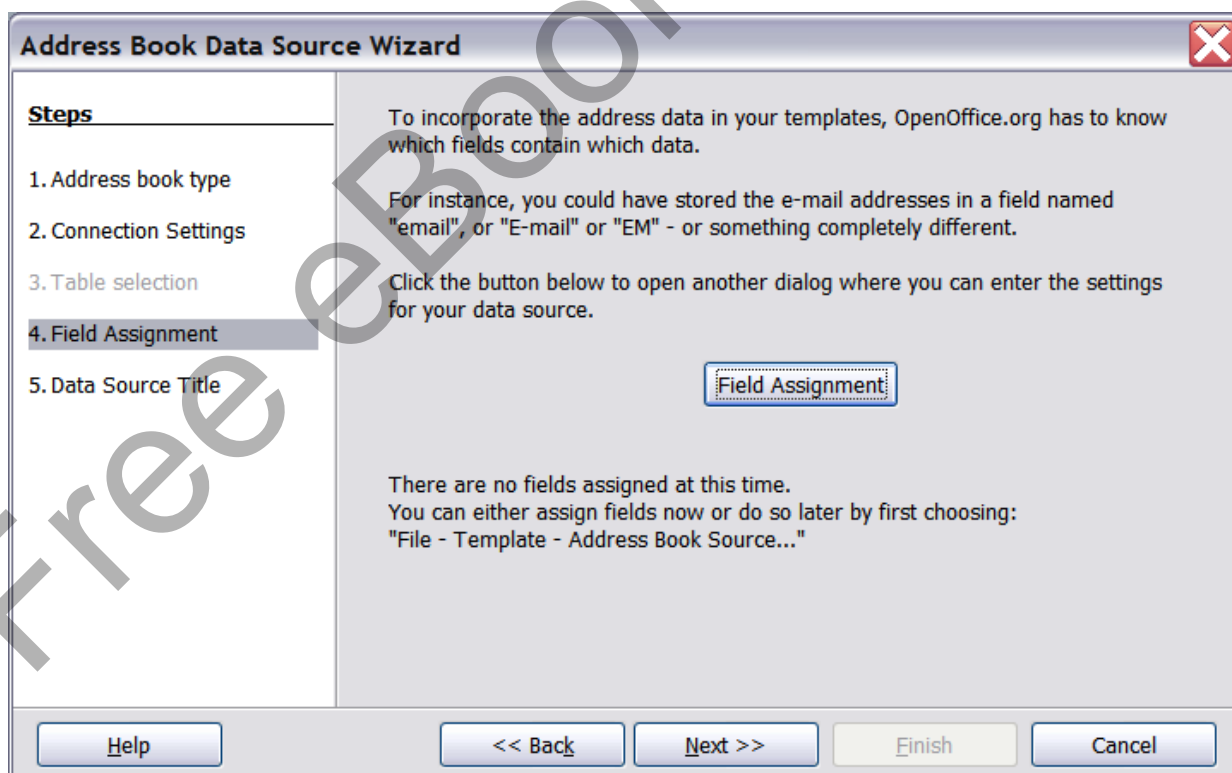 Address Book Data Source Wizard
Steps
1. Address book type
2. Connection Settings
3. Table selection
4. Field Assignment
5. Data Source Title
To incorporate the address data in your templates, OpenOffice.org has to know
which fields contain which data.
For instance, you could have stored the e-mail addresses in a field named
"email", or "E-mail" or "EM" - or something completely different.
Click the button below to open another dialog where you can enter the settings
for your data source.
Field Assignment
There are no fields assigned at this time.
You can either assign fields now or do so later by first choosing:
"File - Template - Address Book Source..."
Help
<< Back
Next >>
Finish
Cancel
Free eBoo